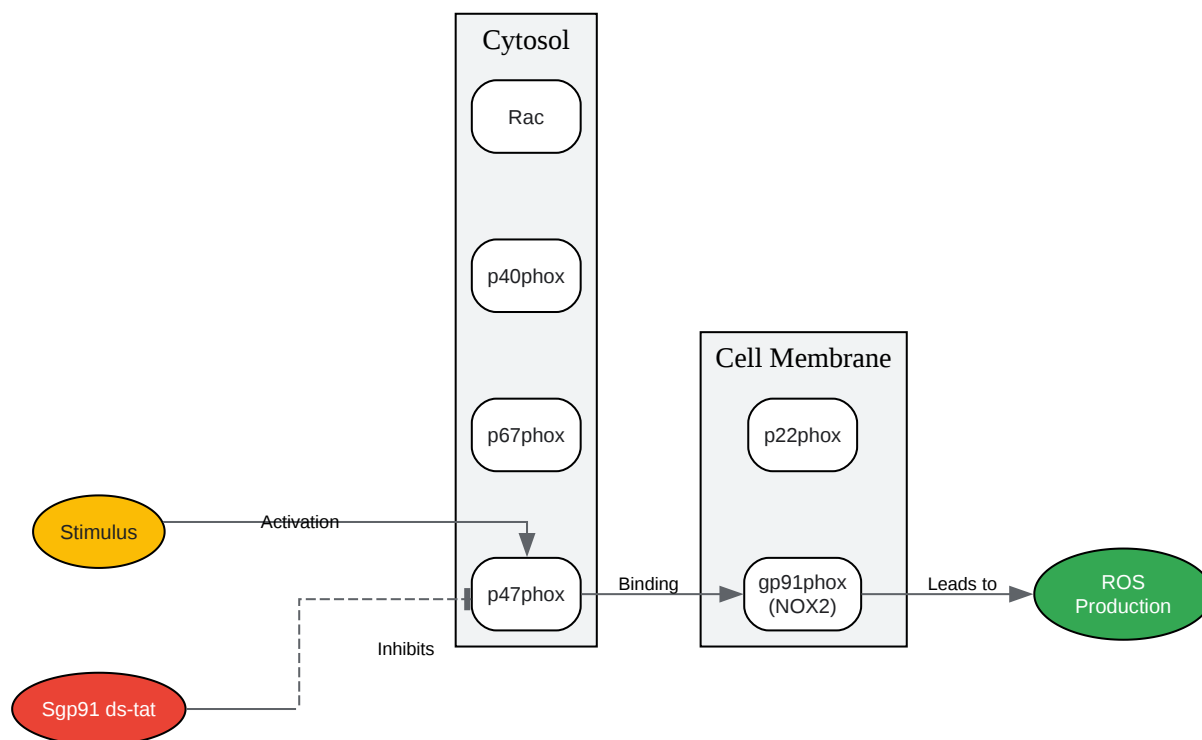 Cytosol
Rac
p40phox
p67phox
p47phox
Cell Membrane
p22phox
gp91phox
(NOX2)
Stimulus
Activation
Inhibits
Sgp91 ds-tat
Binding
Leads to
ROS
Production